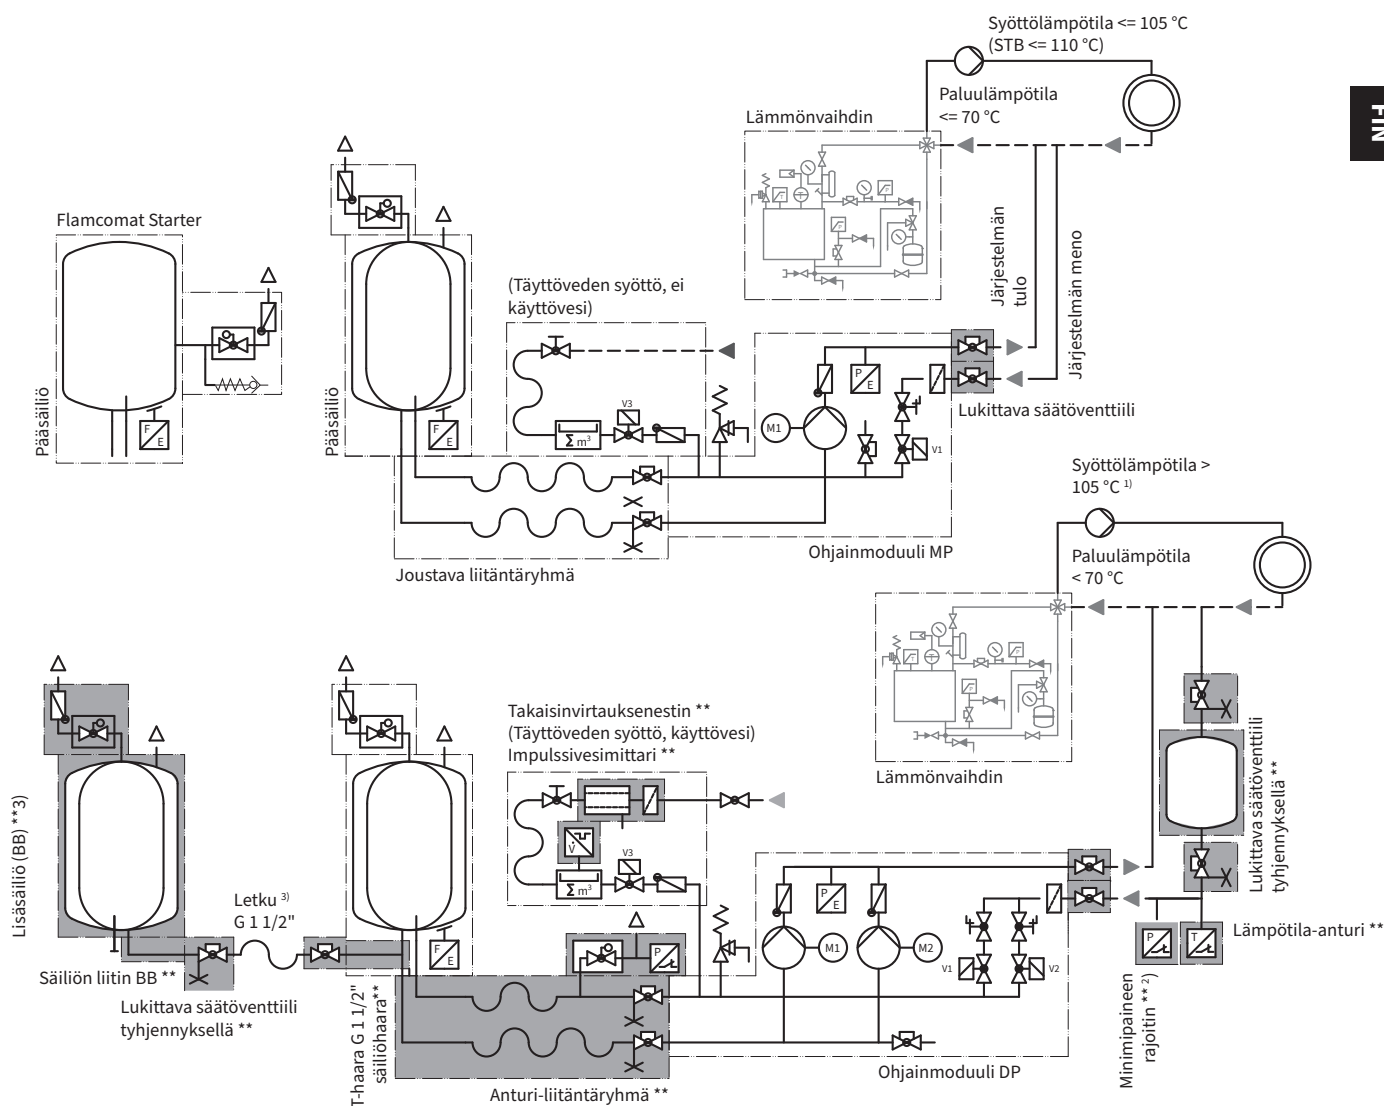 Syöttölämpötila <= 105 °C
(STB <= 110 °C)
FIN
Paluulämpötila
<= 70 °C
Lämmönvaihdin
Flamcomat Starter
Järjestelmän
tulo
Järjestelmän meno
(Täyttöveden syöttö, ei
käyttövesi)
Pääsäiliö
F
E
Pääsäiliö
F
E
V3
Σ m³
M1
P
E
V1
Lukittava säätöventtiili
Ohjainmoduuli MP
Joustava liitäntäryhmä
Syöttölämpötila >
105 °C ¹⁾
Paluulämpötila
< 70 °C
Lämmönvaihdin
Takaisinvirtauksenestin **
(Täyttöveden syöttö, käyttövesi)
Impulssivesimittari **
V̇
V3
Σ m³
Lisäsäiliö (BB) **3)
Letku ³⁾
G 1 1/2"
F
E
P
P
E
M1
M2
V1
V2
Lukittava säätöventtiili
tyhjennyksellä **
P
T
Lämpötila-anturi **
Säiliön liitin BB **
Lukittava säätöventtiili
tyhjennyksellä **
T-haara G 1 1/2"
säiliöhaara**
Anturi-liitäntäryhmä **
Ohjainmoduuli DP
Minimipaineen
rajoitin ** ²⁾